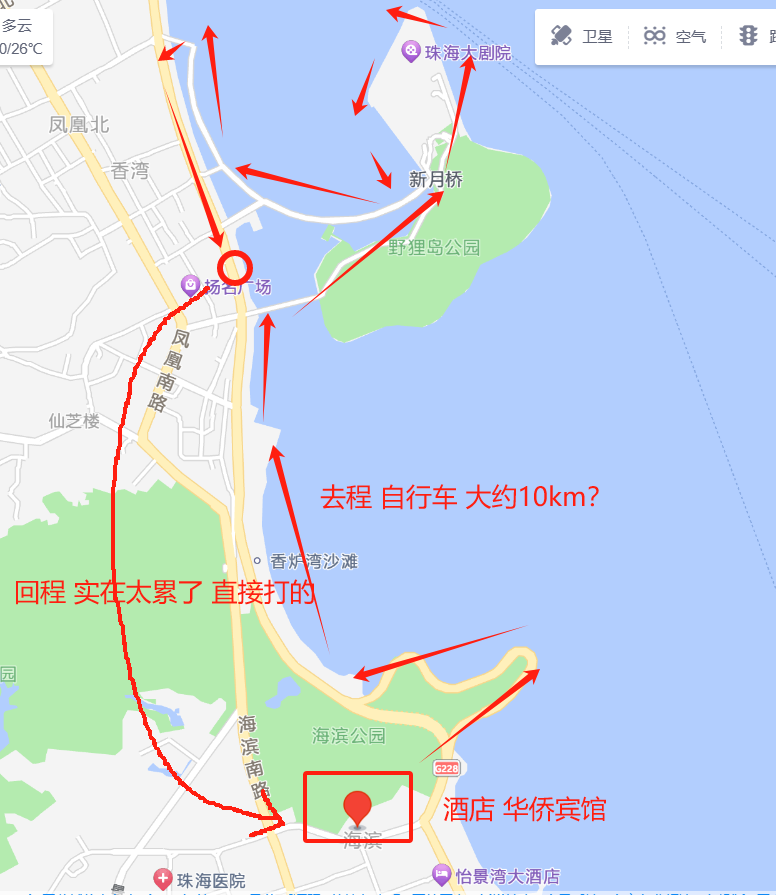 多云
0/26℃
卫星
空气
珠海大剧院
凤凰北
香湾
新月桥
野狸岛公园
扬名广场
凤凰南路
仙芝楼
去程 自行车 大约10km?
香炉湾沙滩
回程 实在太累了 直接打的
园
海滨公园
海滨南路
G228
酒店 华侨宾馆
海滨
怡景湾大酒店
珠海医院
景